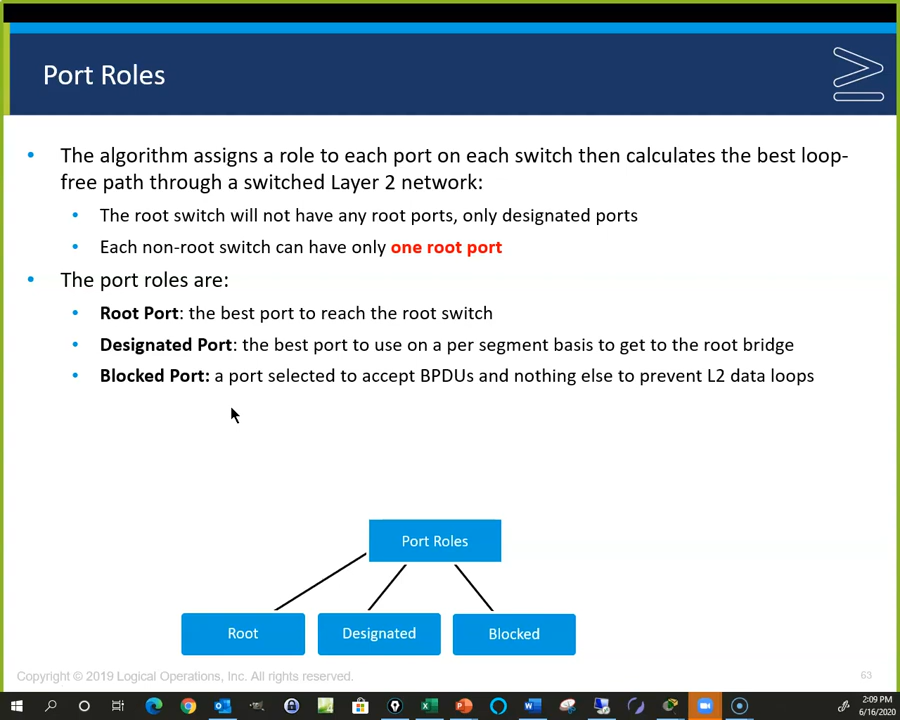 Port Roles
• The algorithm assigns a role to each port on each switch then calculates the best loop-
free path through a switched Layer 2 network:
• The root switch will not have any root ports, only designated ports
• Each non-root switch can have only one root port
• The port roles are:
• Root Port: the best port to reach the root switch
• Designated Port: the best port to use on a per segment basis to get to the root bridge
• Blocked Port: a port selected to accept BPDUs and nothing else to prevent L2 data loops
Port Roles
Root Designated Blocked
Copyright © 2019 Logical Operations, Inc. All rights reserved. 63
2:09 PM
6/16/2020